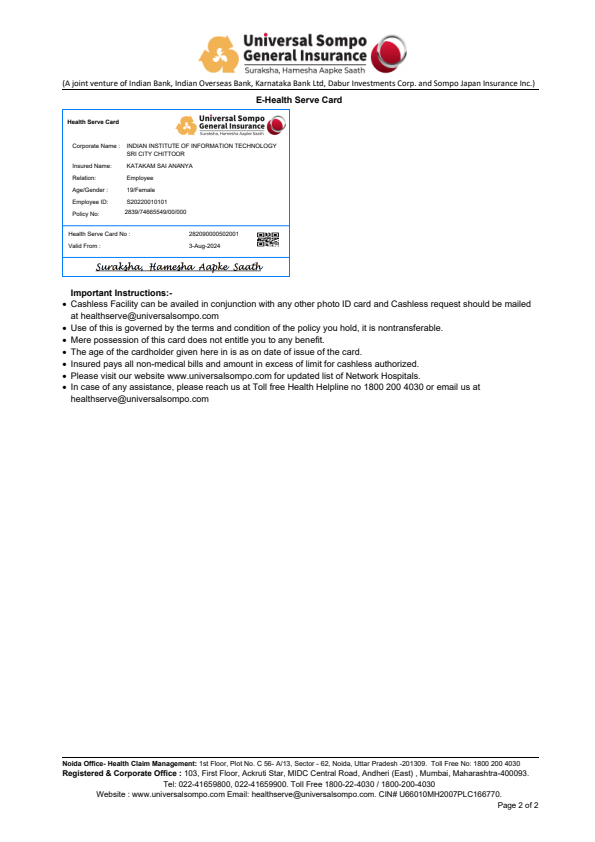 Universal Sompo
General Insurance
Suraksha, Hamesha Aapke Saath
(A joint venture of Indian Bank, Indian Overseas Bank, Karnataka Bank Ltd, Dabur Investments Corp. and Sompo Japan Insurance Inc.)
E-Health Serve Card
Health Serve Card
Universal Sompo
General Insurance
Suraksha, Hamesha Aapke Saath
Corporate Name : INDIAN INSTITUTE OF INFORMATION TECHNOLOGY
SRI CITY CHITTOOR
Insured Name: KATAKAM SAI ANANYA
Relation: Employee
Age/Gender : 19/Female
Employee ID: S20220010101
Policy No: 2839/74665549/00/000
Health Serve Card No : 282090000502001
Valid From : 3-Aug-2024
Suraksha, Hamesha Aapke Saath
Important Instructions:-
• Cashless Facility can be availed in conjunction with any other photo ID card and Cashless request should be mailed
at healthserve@universalsompo.com
• Use of this is governed by the terms and condition of the policy you hold, it is nontransferable.
• Mere possession of this card does not entitle you to any benefit.
• The age of the cardholder given here in is as on date of issue of the card.
• Insured pays all non-medical bills and amount in excess of limit for cashless authorized.
• Please visit our website www.universalsompo.com for updated list of Network Hospitals.
• In case of any assistance, please reach us at Toll free Health Helpline no 1800 200 4030 or email us at
healthserve@universalsompo.com
Noida Office- Health Claim Management: 1st Floor, Plot No. C 56- A/13, Sector - 62, Noida, Uttar Pradesh -201309. Toll Free No: 1800 200 4030
Registered & Corporate Office : 103, First Floor, Ackruti Star, MIDC Central Road, Andheri (East) , Mumbai, Maharashtra-400093.
Tel: 022-41659800, 022-41659900. Toll Free 1800-22-4030 / 1800-200-4030
Website : www.universalsompo.com Email: healthserve@universalsompo.com. CIN# U66010MH2007PLC166770.
Page 2 of 2